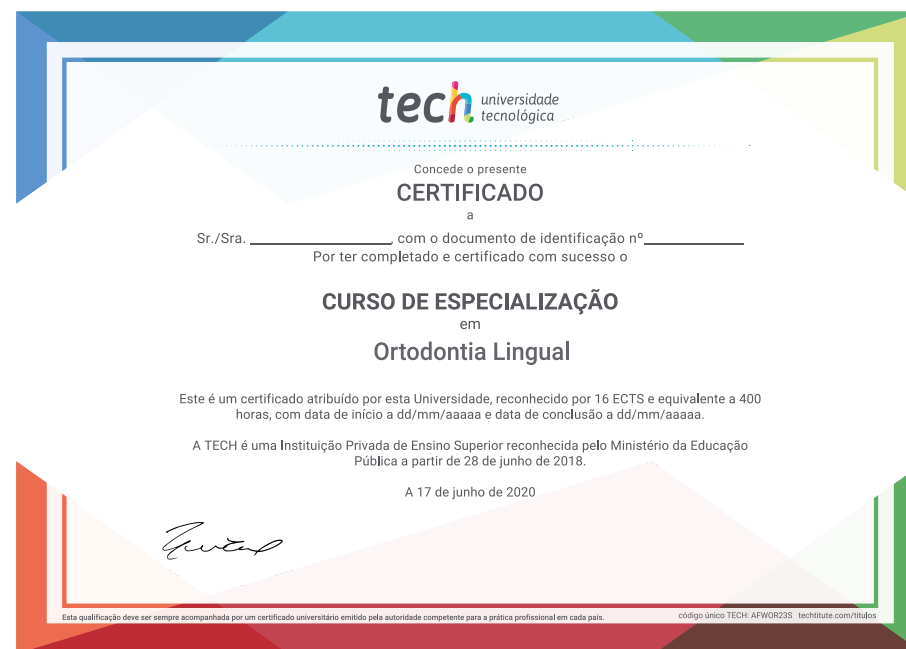 tech universidade
tecnológica
Concede o presente
CERTIFICADO
a
Sr./Sra. ______________, com o documento de identificação nº__________
Por ter completado e certificado com sucesso o
CURSO DE ESPECIALIZAÇÃO
em
Ortodontia Lingual
Este é um certificado atribuído por esta Universidade, reconhecido por 16 ECTS e equivalente a 400
horas, com data de início a dd/mm/aaaaa e data de conclusão a dd/mm/aaaaa.
A TECH é uma Instituição Privada de Ensino Superior reconhecida pelo Ministério da Educação
Pública a partir de 28 de junho de 2018.
A 17 de junho de 2020
Esta qualificação deve ser sempre acompanhada por um certificado universitário emitido pela autoridade competente para a prática profissional em cada país.
código único TECH: AFWOR23S techtitute.com/titulos